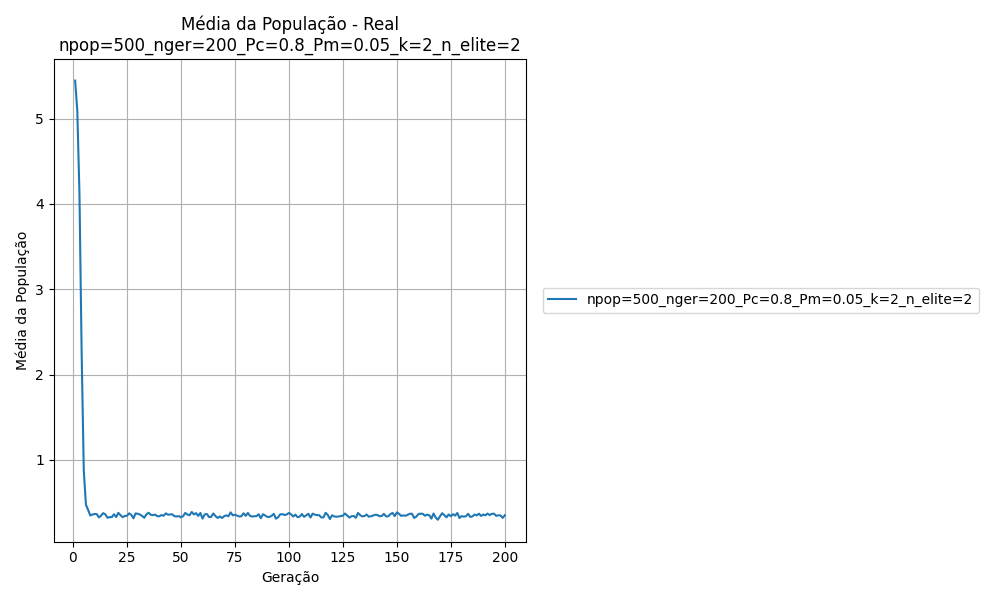 Média da População - Real
npop=500_nger=200_Pc=0.8_Pm=0.05_k=2_n_elite=2
Média da População
5
4
3
2
1
0 25 50 75 100 125 150 175 200
Geração
npop=500_nger=200_Pc=0.8_Pm=0.05_k=2_n_elite=2